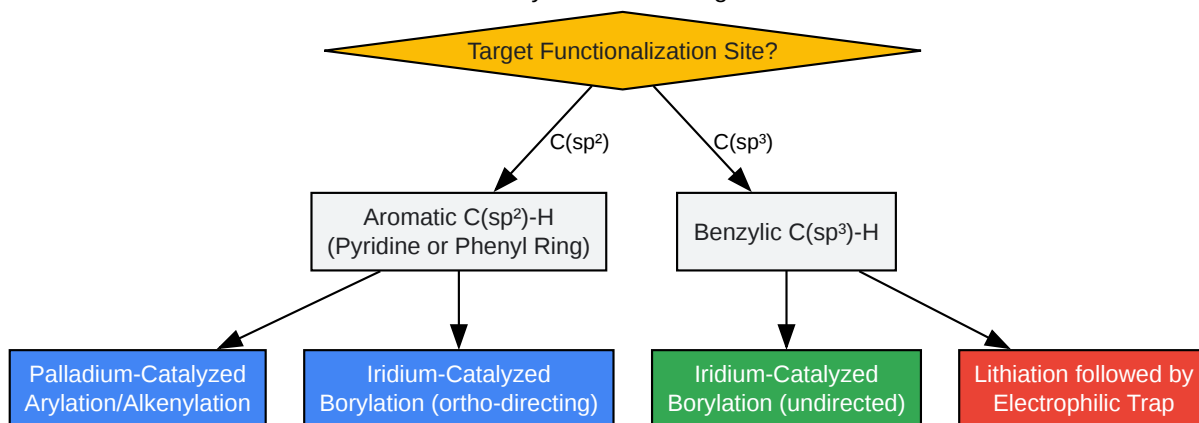 Target Functionalization Site?
C(sp²)
C(sp³)
Aromatic C(sp²)-H
(Pyridine or Phenyl Ring)
Benzylic C(sp³)-H
Palladium-Catalyzed
Arylation/Alkenylation
Iridium-Catalyzed
Borylation (ortho-directing)
Iridium-Catalyzed
Borylation (undirected)
Lithiation followed by
Electrophilic Trap